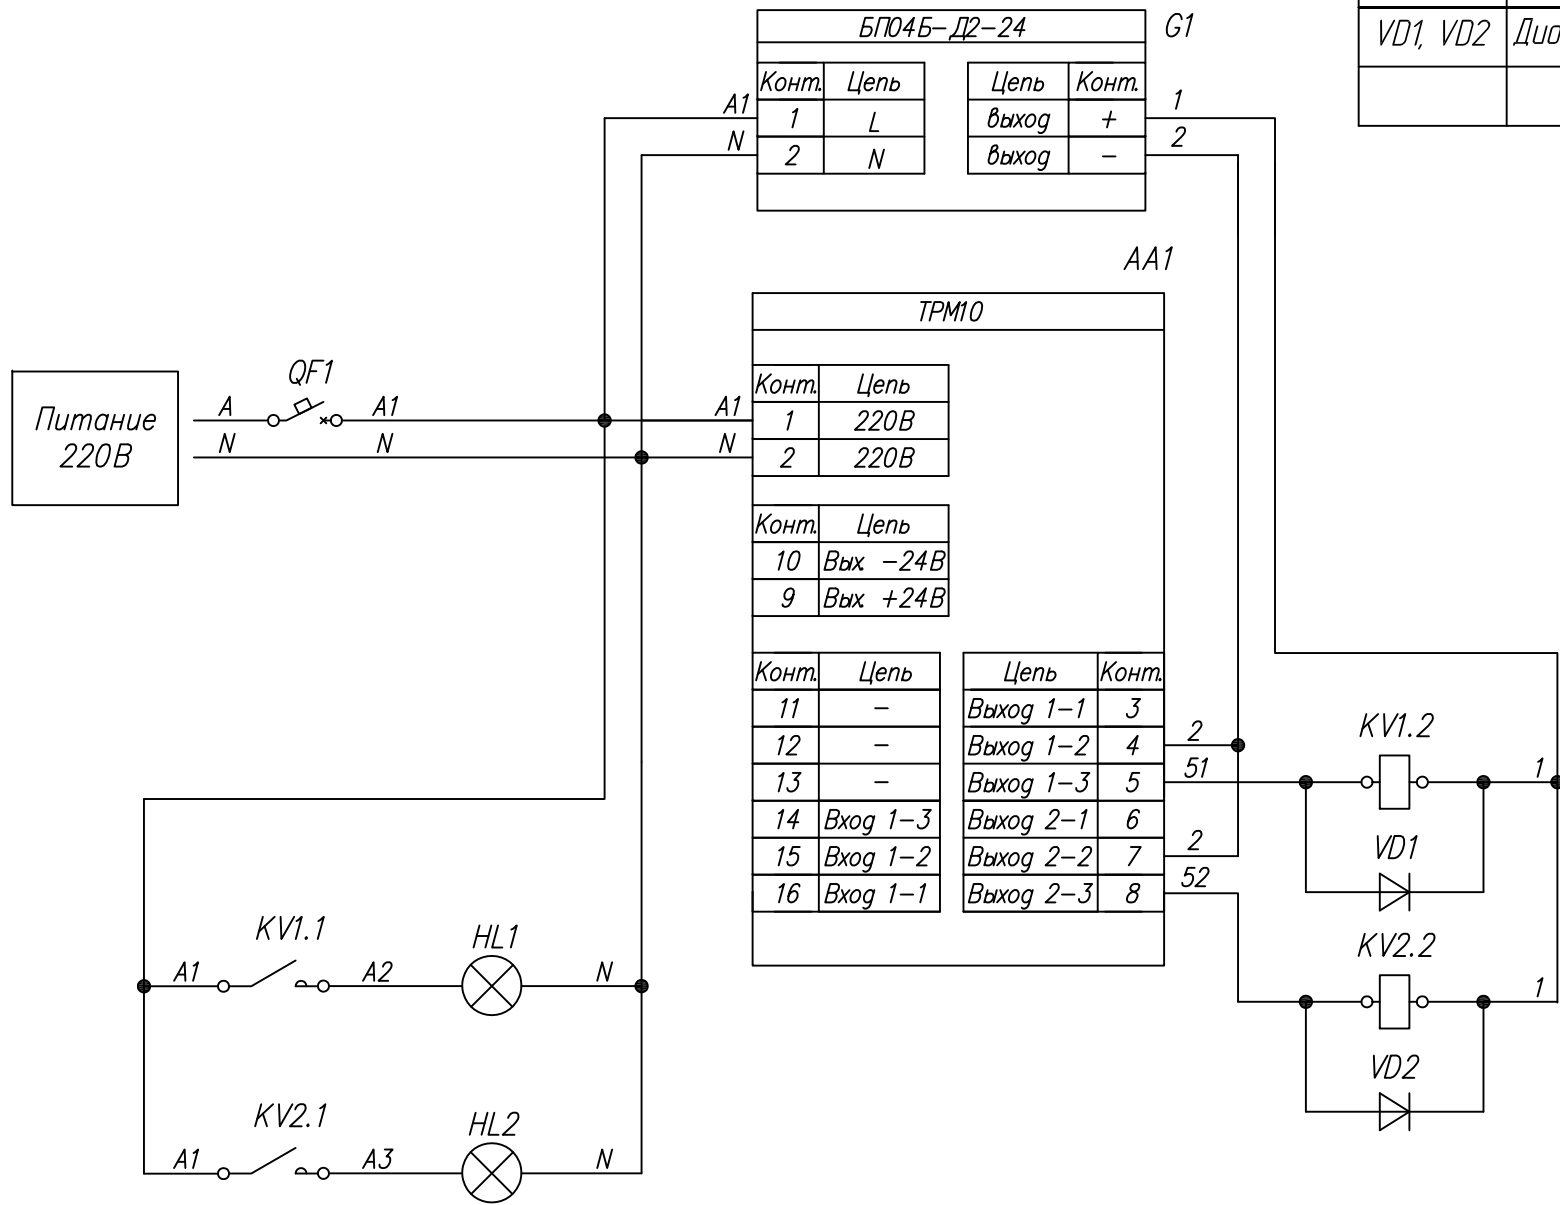 БП04Б-Д2-24
G1
VD1, VD2
Конт. Цепь Цепь Конт.
A1 1 L выход + 1
N 2 N выход - 2
AA1
ТРМ10
QF1
Питание
220В
A A1
N N
Конт. Цепь
A1 1 220В
N 2 220В
Конт. Цепь
10 Вых. -24В
9 Вых. +24В
Конт. Цепь Цепь Конт.
11 - Выход 1-1 3
12 - Выход 1-2 4 2
13 - Выход 1-3 5 51
14 Вход 1-3 Выход 2-1 6
15 Вход 1-2 Выход 2-2 7 2
16 Вход 1-1 Выход 2-3 8 52
KV1.2
1
VD1
KV2.2
1
VD2
KV1.1 HL1
A1 A2 N
KV2.1 HL2
A1 A3 N